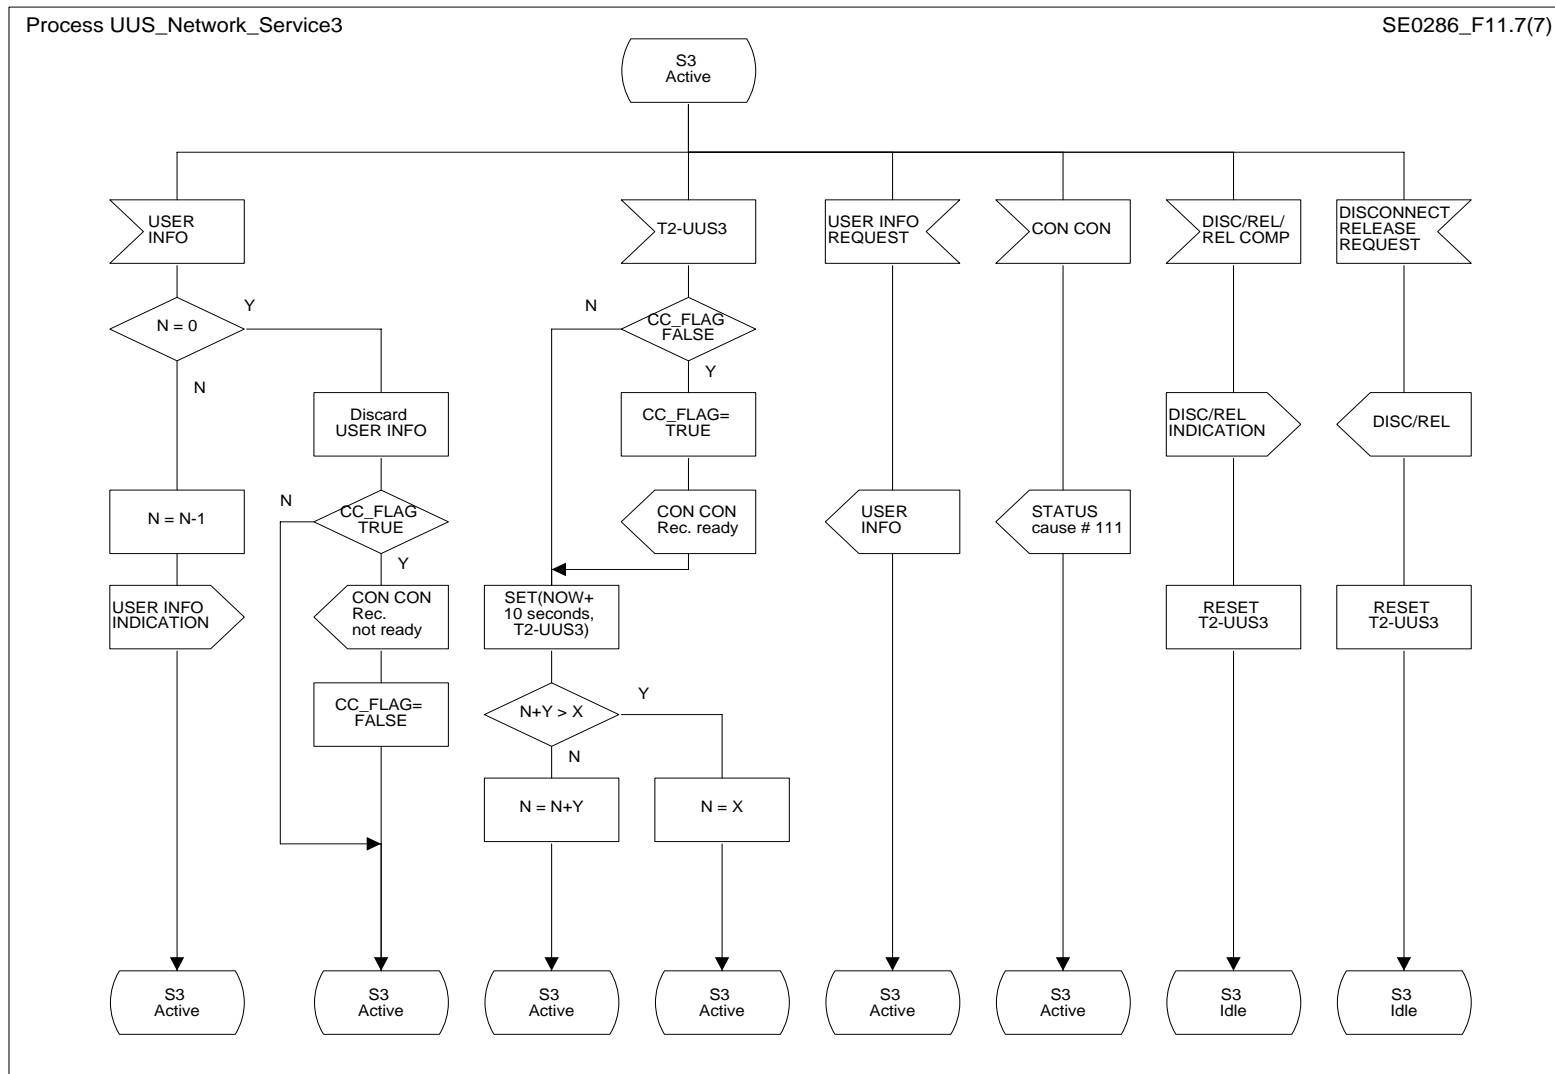 Process UUS_Network_Service3
SE0286_F11.7(7)
S3
Active
USER
INFO
T2-UUS3
USER INFO
REQUEST
CON CON
DISC/REL/
REL COMP
DISCONNECT
RELEASE
REQUEST
N = 0
Y
N
N
CC_FLAG
FALSE
Y
Discard
USER INFO
CC_FLAG=
TRUE
DISC/REL
INDICATION
DISC/REL
N = N-1
N
CC_FLAG
TRUE
Y
CON CON
Rec. ready
USER
INFO
STATUS
cause # 111
USER INFO
INDICATION
CON CON
Rec.
not ready
SET(NOW+
10 seconds,
T2-UUS3)
RESET
T2-UUS3
RESET
T2-UUS3
CC_FLAG=
FALSE
N+Y > X
Y
N
N = N+Y
N = X
S3
Active
S3
Active
S3
Active
S3
Active
S3
Active
S3
Active
S3
Idle
S3
Idle